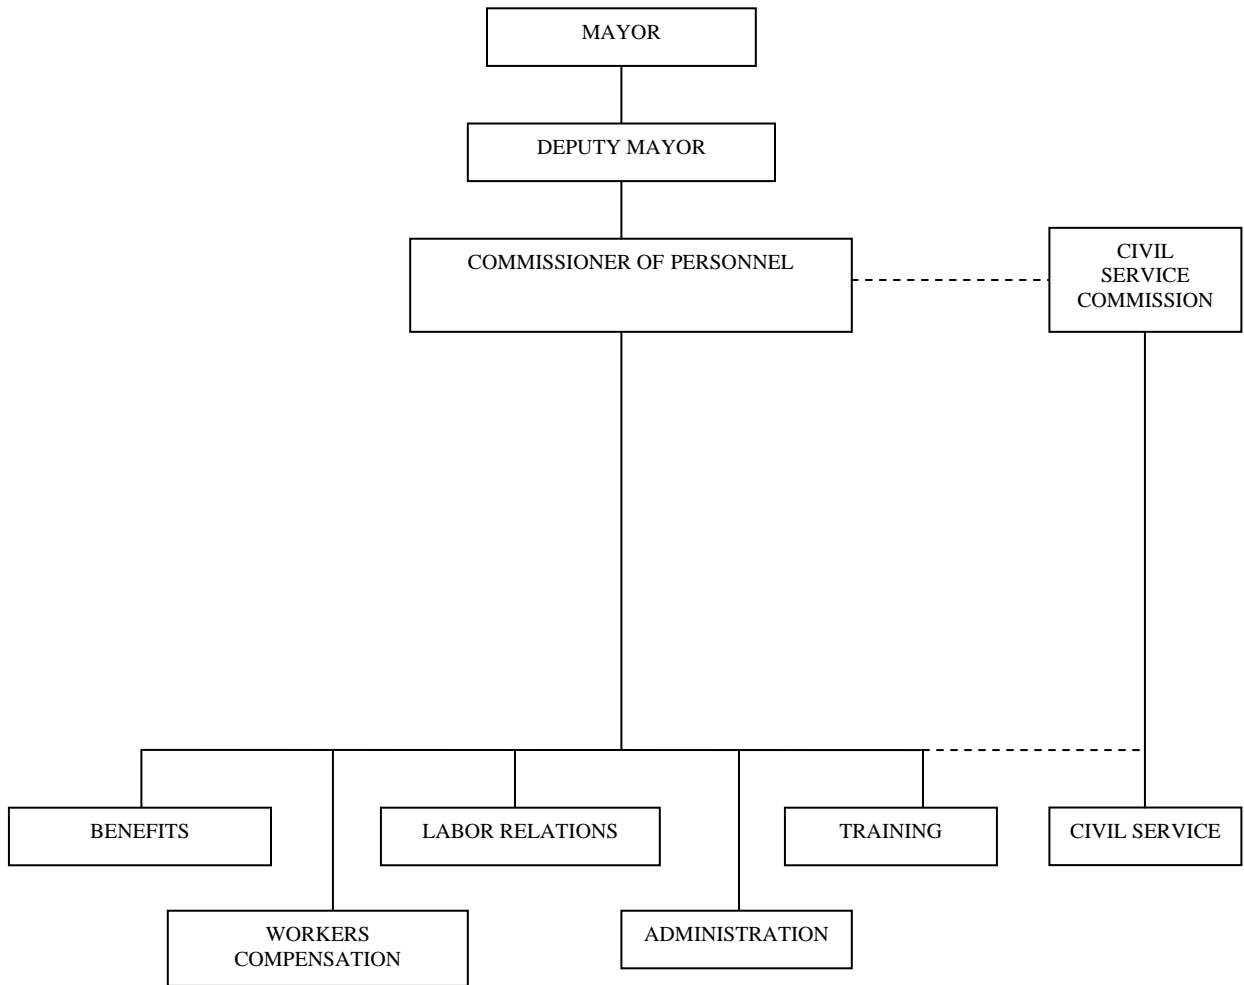 MAYOR
DEPUTY MAYOR
COMMISSIONER OF PERSONNEL
CIVIL
SERVICE
COMMISSION
BENEFITS
LABOR RELATIONS
TRAINING
CIVIL SERVICE
WORKERS
COMPENSATION
ADMINISTRATION